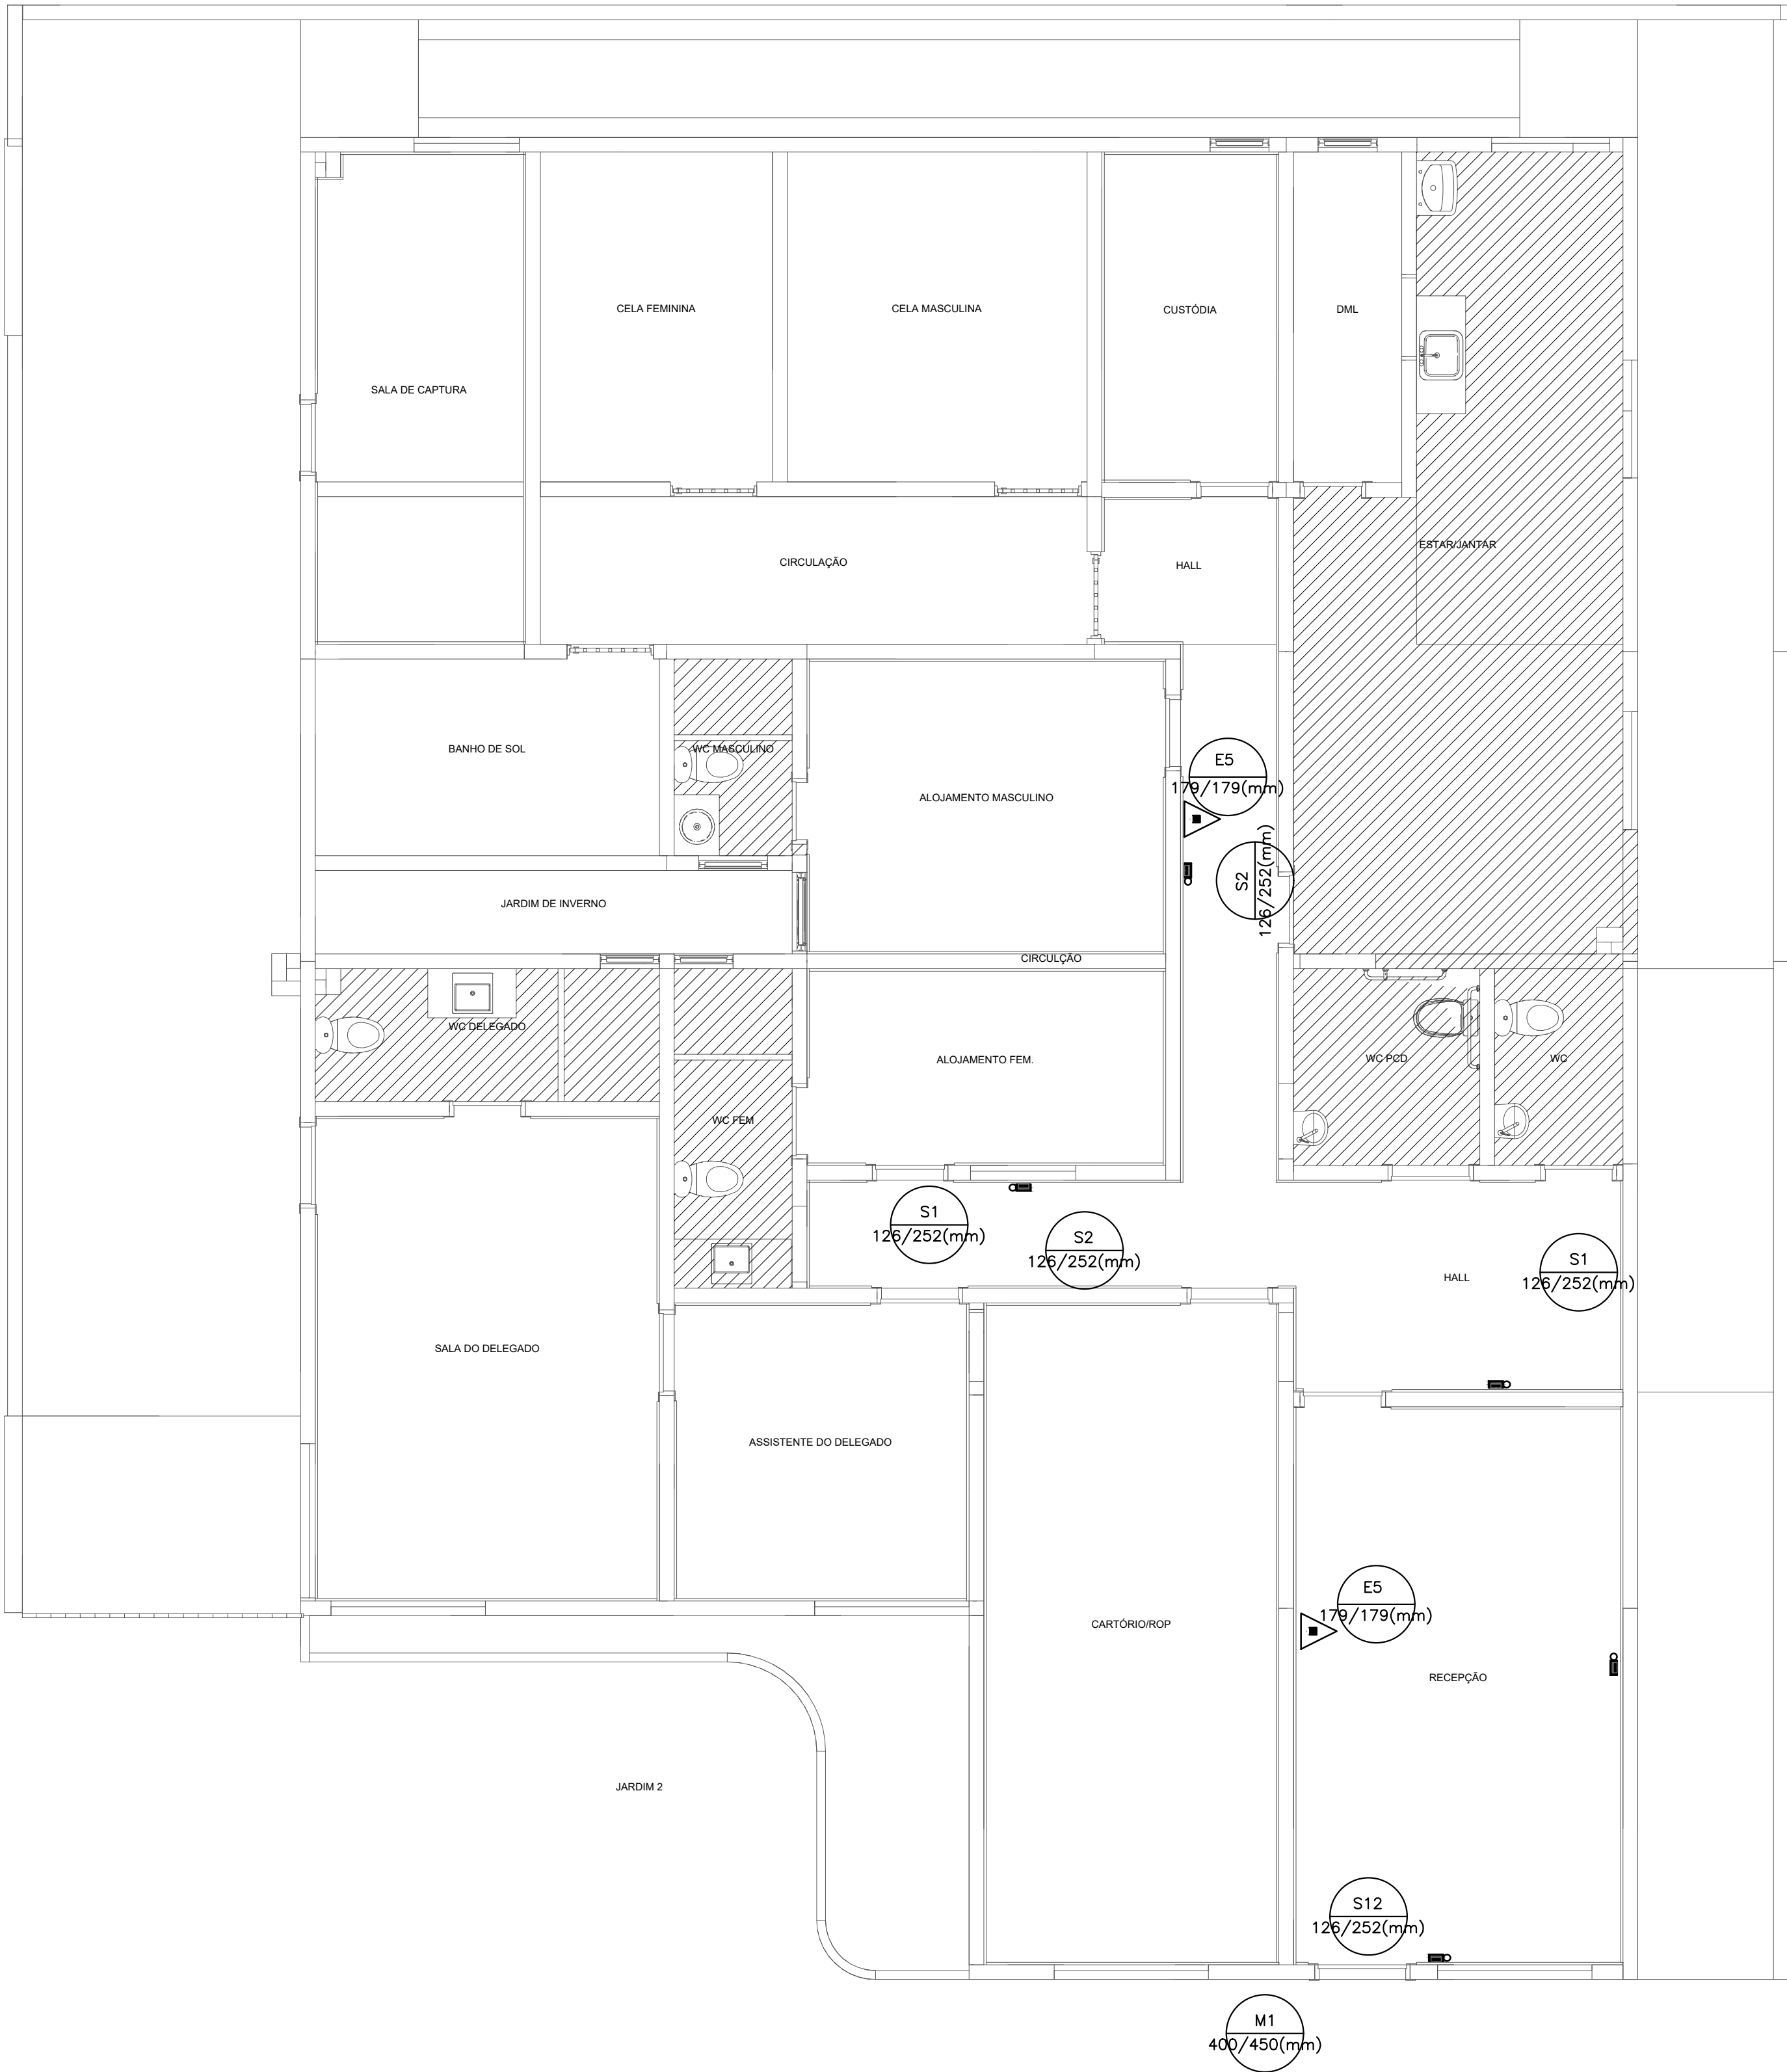 CELA FEMININA
CELA MASCULINA
CUSTÓDIA
DML
SALA DE CAPTURA
ESTAR/JANTAR
CIRCULAÇÃO
HALL
BANHO DE SOL
WC MASCULINO
ALOJAMENTO MASCULINO
E5
179/179(mm)
S2
126/252(mm)
JARDIM DE INVERNO
CIRCULÇÃO
WC DELEGADO
ALOJAMENTO FEM.
WC PCD
WC
WC FEM
S1
126/252(mm)
S2
126/252(mm)
S1
126/252(mm)
HALL
SALA DO DELEGADO
ASSISTENTE DO DELEGADO
E5
179/179(mm)
CARTÓRIO/ROP
RECEPÇÃO
JARDIM 2
S12
126/252(mm)
M1
400/450(mm)